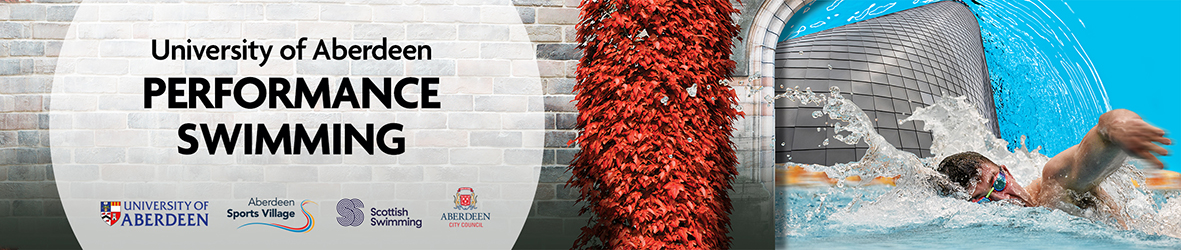 University of Aberdeen
PERFORMANCE
SWIMMING
UNIVERSITY OF
ABERDEEN
Aberdeen
Sports Village
Scottish
Swimming
ABERDEEN
CITY COUNCIL